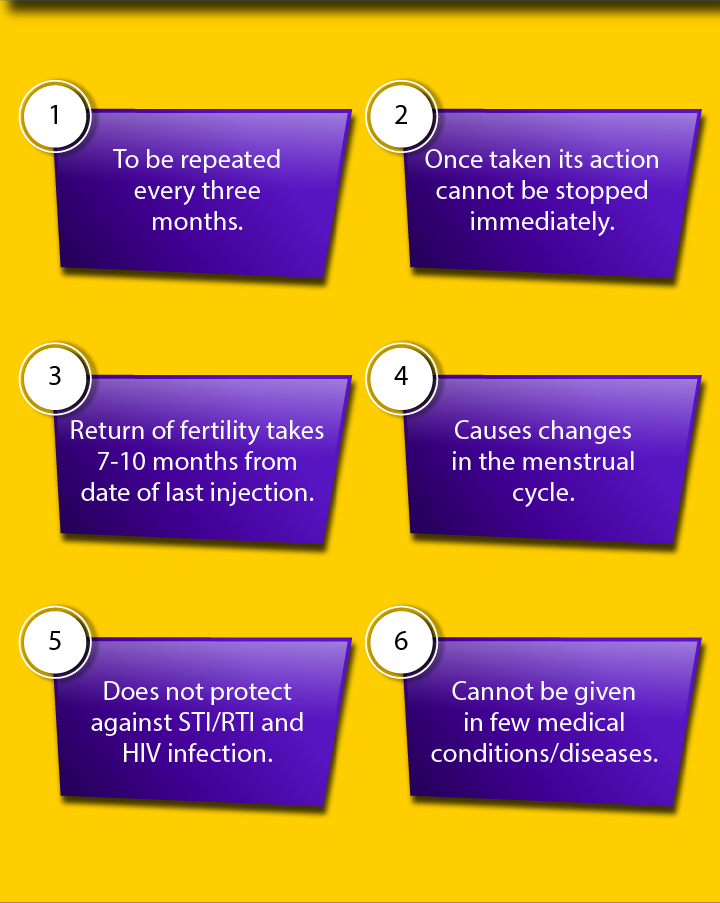 1
To be repeated
every three
months.
2
Once taken its action
cannot be stopped
immediately.
3
Return of fertility takes
7-10 months from
date of last injection.
4
Causes changes
in the menstrual
cycle.
5
Does not protect
against STI/RTI and
HIV infection.
6
Cannot be given
in few medical
conditions/diseases.